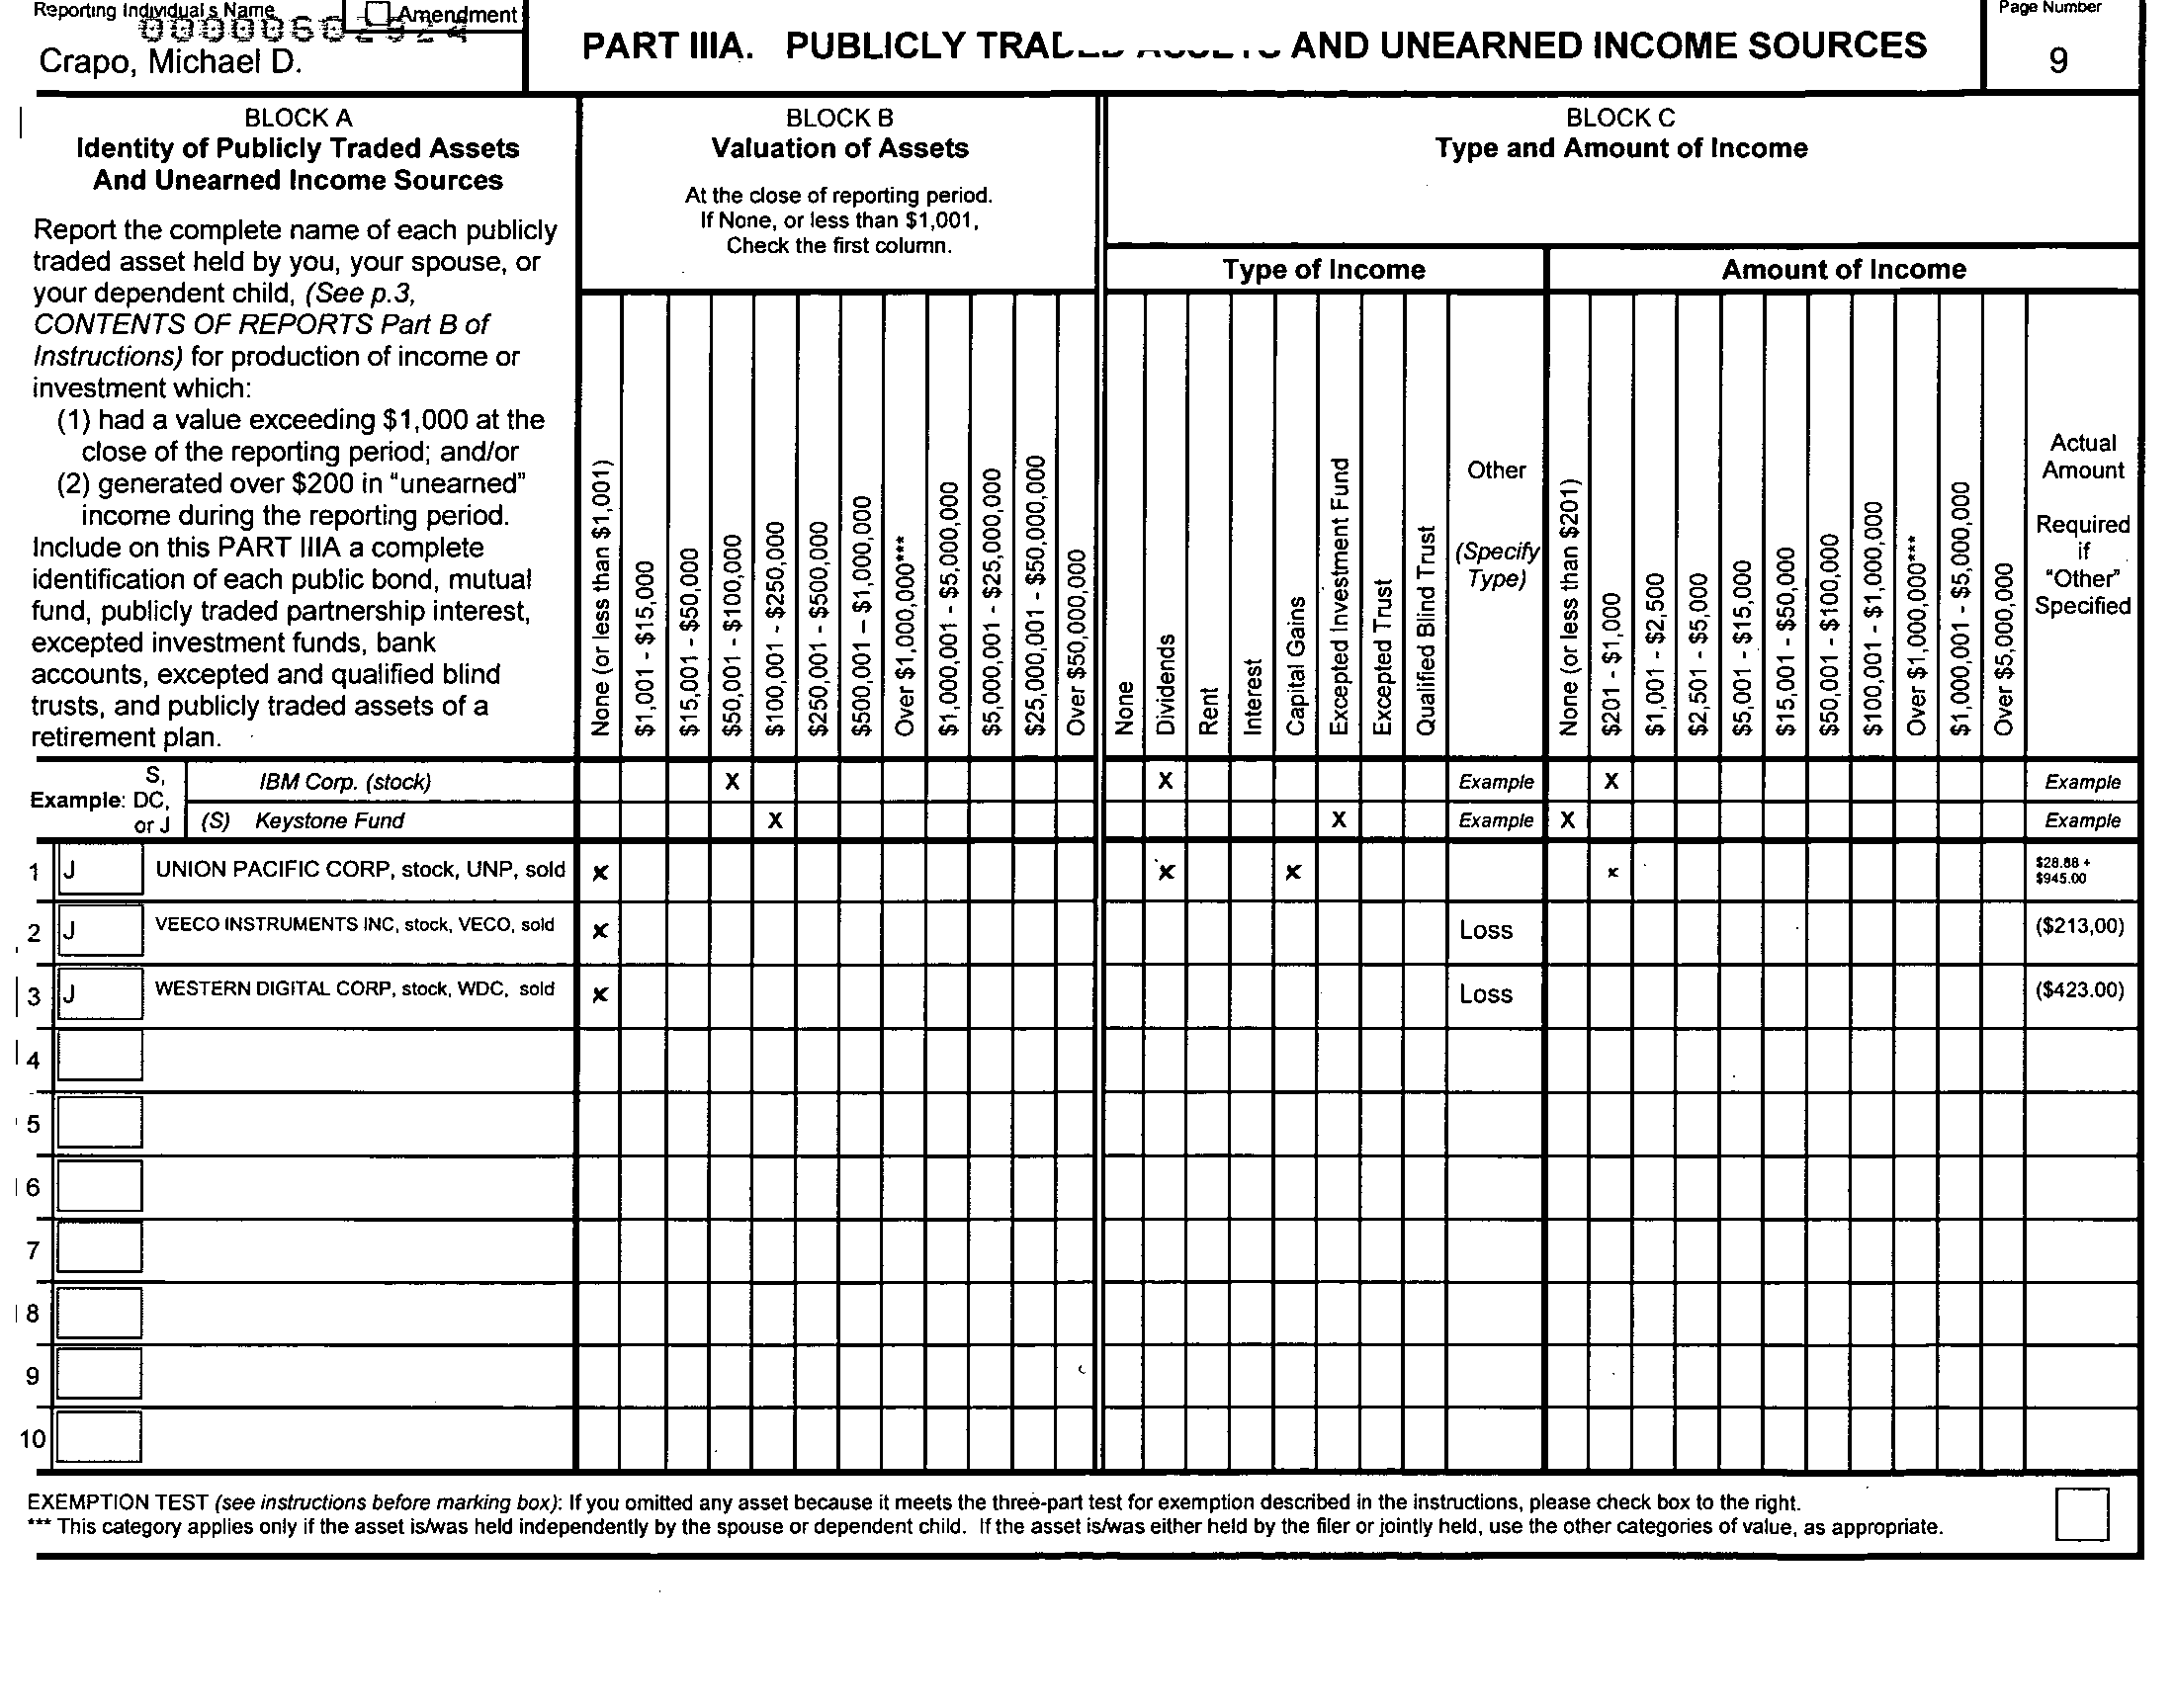 Reporting Individual's Name
Amendment
Crapo, Michael D.
PART IIIA. PUBLICLY AND UNEARNED INCOME SOURCES
Page Number
9
BLOCK A
Identity of Publicly Traded Assets
And Unearned Income Sources
Report the complete name of each publicly
traded asset held by you, your spouse, or
your dependent child, (See p.3,
CONTENTS OF REPORTS Part B of
Instructions) for production of income or
investment which:
(1) had a value exceeding $1,000 at the
close of the reporting period; and/or
(2) generated over $200 in "unearned"
income during the reporting period.
Include on this PART IIIA a complete
identification of each public bond, mutual
fund, publicly traded partnership interest,
excepted investment funds, bank
accounts, excepted and qualified blind
trusts, and publicly traded assets of a
retirement plan.
BLOCK B
Valuation of Assets
At the close of reporting period.
If None, or less than $1,001,
Check the first column.
None (or less than $1,001)
$1,001 - $15,000
$15,001 - $50,000
$50,001 - $100,000
$100,001 - $250,000
$250,001 - $500,000
$500,001 – $1,000,000
Over $1,000,000***
$1,000,001 - $5,000,000
$5,000,001 - $25,000,000
$25,000,001 - $50,000,000
Over $50,000,000
BLOCK C
Type and Amount of Income
Type of Income
None
Dividends
Rent
Interest
Capital Gains
Excepted Investment Fund
Excepted Trust
Qualified Blind Trust
Other
(Specify
Type)
Amount of Income
None (or less than $201)
$201 - $1,000
$1,001 - $2,500
$2,501 - $5,000
$5,001 - $15,000
$15,001 - $50,000
$50,001 - $100,000
$100,001 - $1,000,000
Over $1,000,000***
$1,000,001 - $5,000,000
Over $5,000,000
Actual
Amount
Required
if
"Other"
Specified
Example: S, DC, or J
IBM Corp. (stock) X X Example X Example
(S) Keystone Fund X X Example X Example
1 J UNION PACIFIC CORP, stock, UNP, sold x x x x $28.88 + $945.00
2 J VEECO INSTRUMENTS INC, stock, VECO, sold x Loss ($213,00)
3 J WESTERN DIGITAL CORP, stock, WDC, sold x Loss ($423.00)
4
5
6
7
8
9
10
EXEMPTION TEST (see instructions before marking box): If you omitted any asset because it meets the three-part test for exemption described in the instructions, please check box to the right.
*** This category applies only if the asset is/was held independently by the spouse or dependent child. If the asset is/was either held by the filer or jointly held, use the other categories of value, as appropriate.